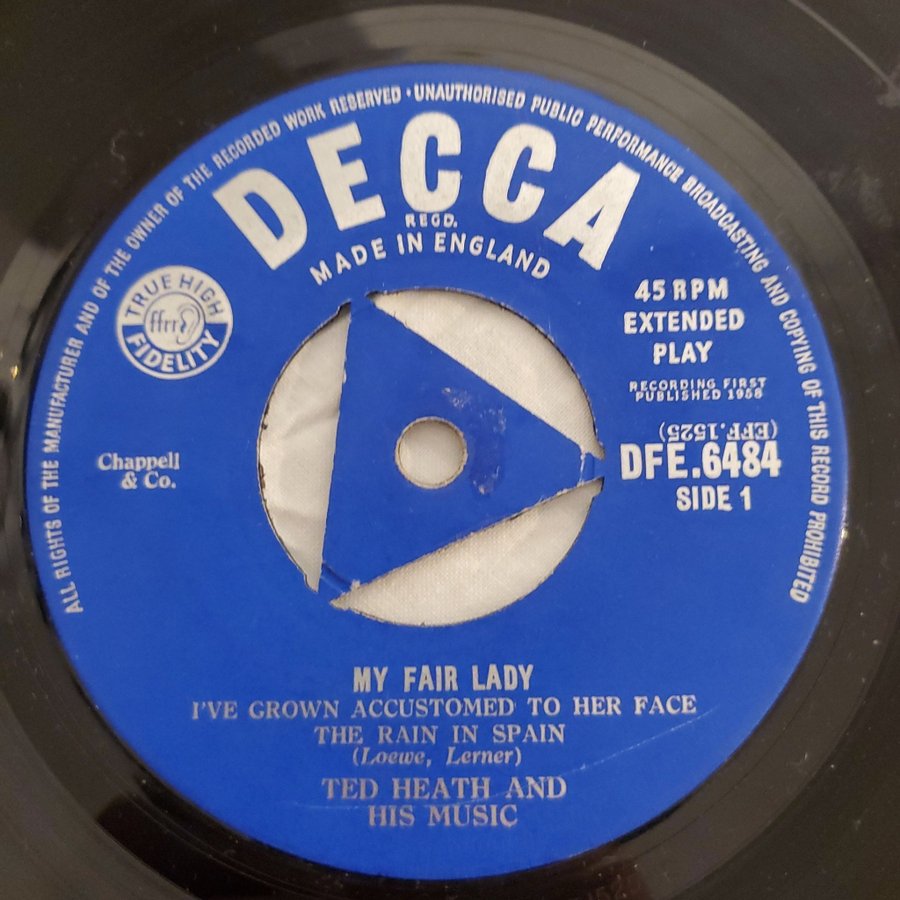 ALL RIGHTS OF THE MANUFACTURER AND OF THE OWNER OF THE RECORDED WORK RESERVED · UNAUTHORISED PUBLIC PERFORMANCE BROADCASTING AND COPYING OF THIS RECORD PROHIBITED
DECCA
REGD.
MADE IN ENGLAND
TRUE HIGH
ffrr
FIDELITY
45 RPM
EXTENDED
PLAY
RECORDING FIRST
PUBLISHED 1958
(EFF.1525)
DFE.6484
SIDE 1
Chappell
& Co.
MY FAIR LADY
I'VE GROWN ACCUSTOMED TO HER FACE
THE RAIN IN SPAIN
(Loewe, Lerner)
TED HEATH AND
HIS MUSIC